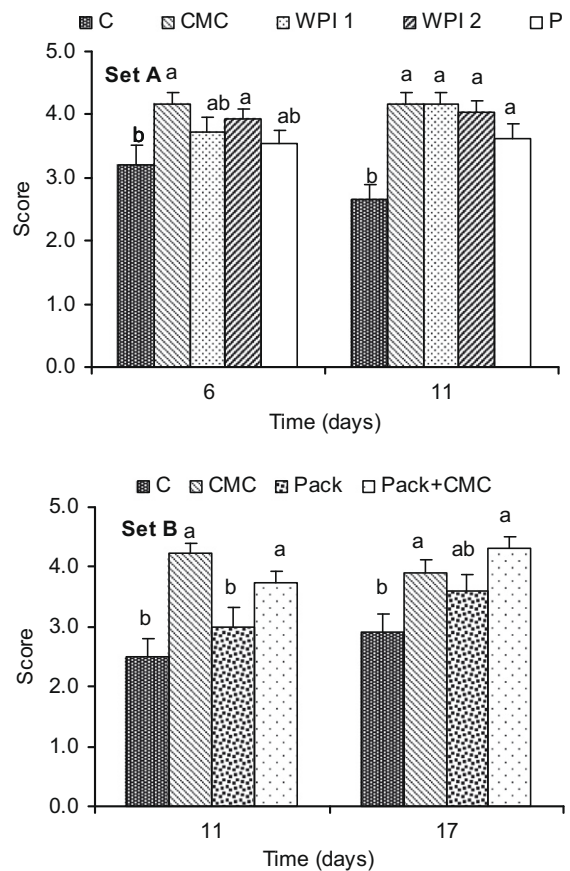 C CMC WPI 1 WPI 2 P
Set A
5.0
4.0
3.0
2.0
1.0
0.0
Score
b a ab a ab b a a a a
6 11
Time (days)
C CMC Pack Pack+CMC
Set B
5.0
4.0
3.0
2.0
1.0
0.0
Score
b a b a b a ab a
11 17
Time (days)